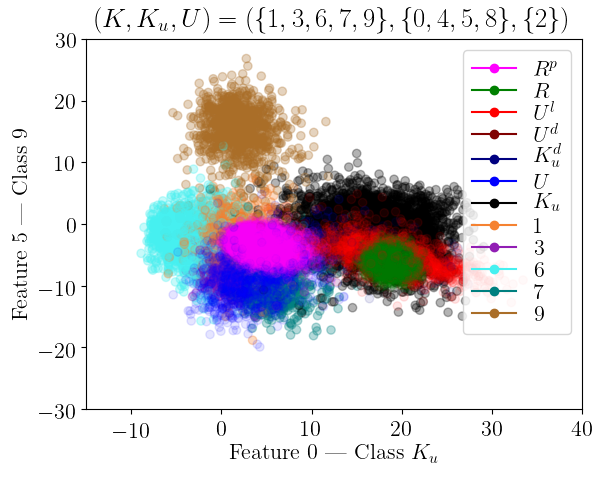 (K, K_u, U) = ({1, 3, 6, 7, 9}, {0, 4, 5, 8}, {2})
30
20
10
0
−10
−20
−30
Feature 5 — Class 9
−10
0
10
20
30
40
Feature 0 — Class K_u
R^p
R
U^l
U^d
K_u^d
U
K_u
1
3
6
7
9